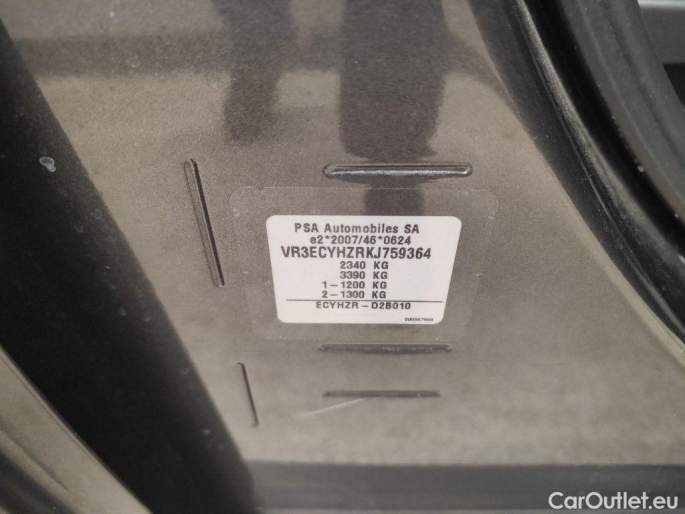 PSA Automobiles SA
e2*2007/46*0624
VR3ECYHZRKJ759364
2340 KG
3390 KG
1-1200 KG
2-1300 KG
ECYHZR-D2B010
CarOutlet.eu